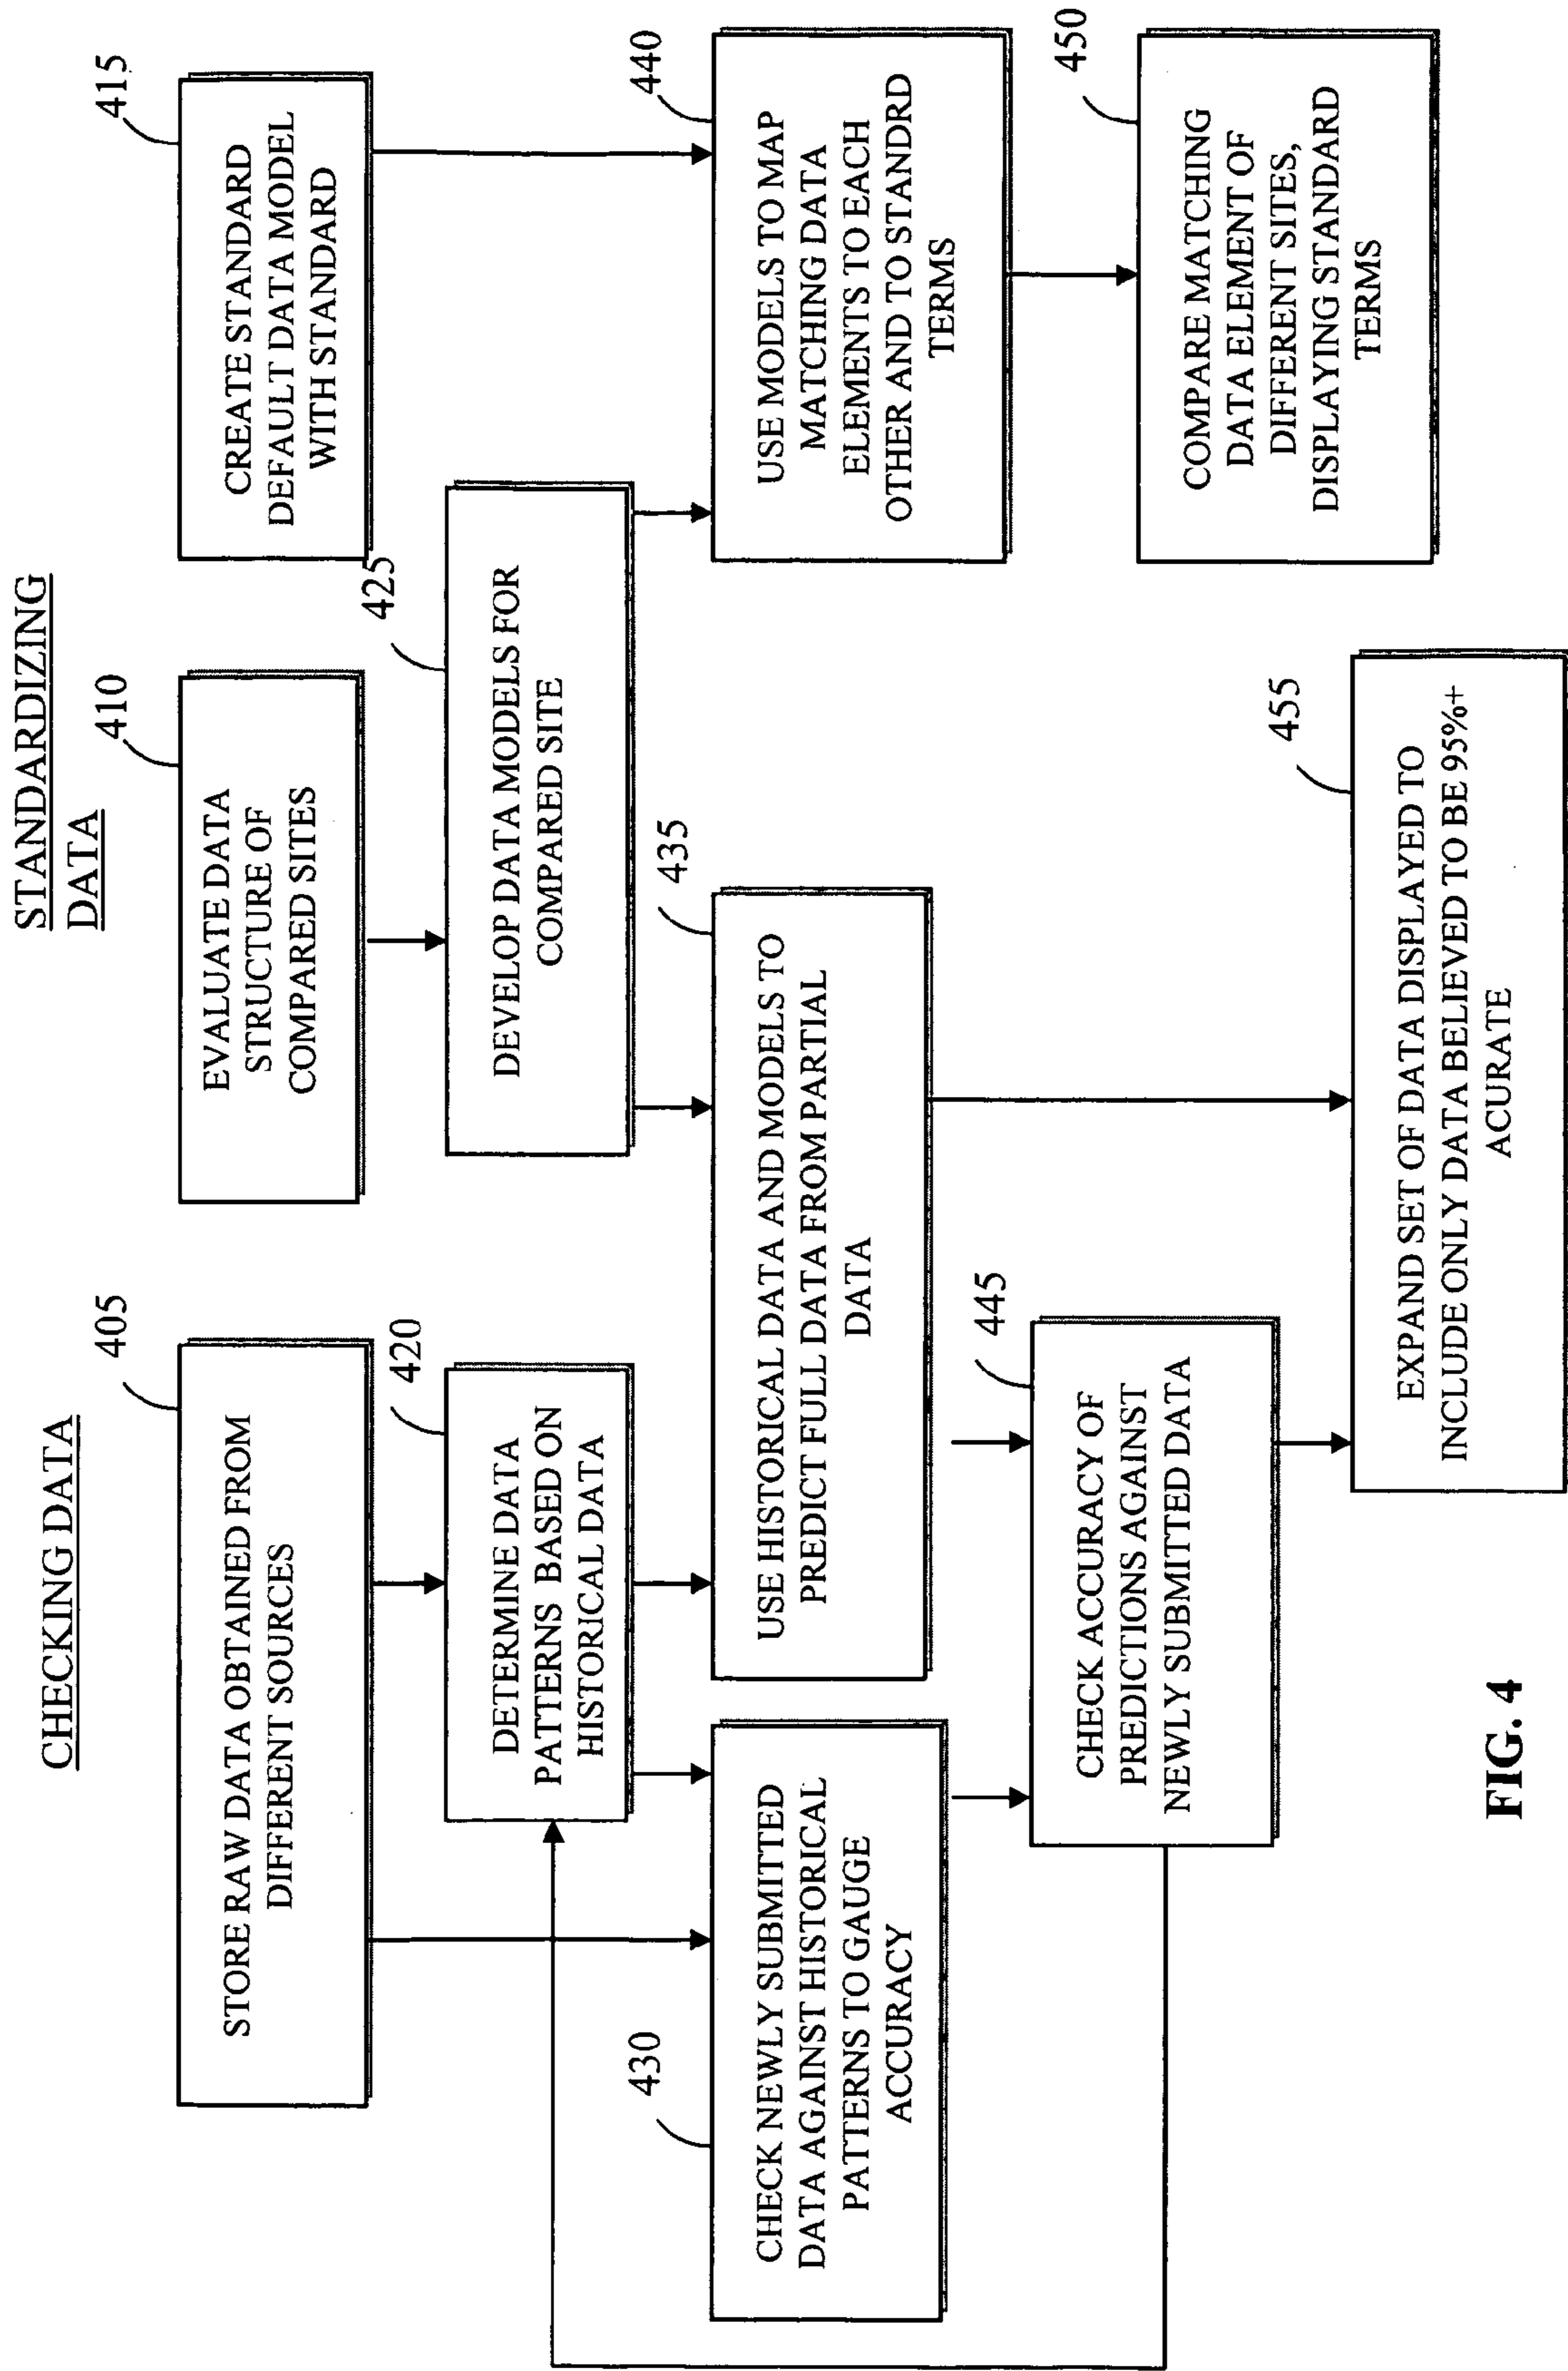 CHECKING DATA
STANDARDIZING
DATA
405
STORE RAW DATA OBTAINED FROM
DIFFERENT SOURCES
410
EVALUATE DATA
STRUCTURE OF
COMPARED SITES
415
CREATE STANDARD
DEFAULT DATA MODEL
WITH STANDARD
420
DETERMINE DATA
PATTERNS BASED ON
HISTORICAL DATA
425
DEVELOP DATA MODELS FOR
COMPARED SITE
430
CHECK NEWLY SUBMITTED
DATA AGAINST HISTORICAL
PATTERNS TO GAUGE
ACCURACY
435
USE HISTORICAL DATA AND MODELS TO
PREDICT FULL DATA FROM PARTIAL
DATA
440
USE MODELS TO MAP
MATCHING DATA
ELEMENTS TO EACH
OTHER AND TO STANDRD
TERMS
445
CHECK ACCURACY OF
PREDICTIONS AGAINST
NEWLY SUBMITTED DATA
450
COMPARE MATCHING
DATA ELEMENT OF
DIFFERENT SITES,
DISPLAYING STANDARD
TERMS
455
EXPAND SET OF DATA DISPLAYED TO
INCLUDE ONLY DATA BELIEVED TO BE 95%+
ACURATE
FIG. 4